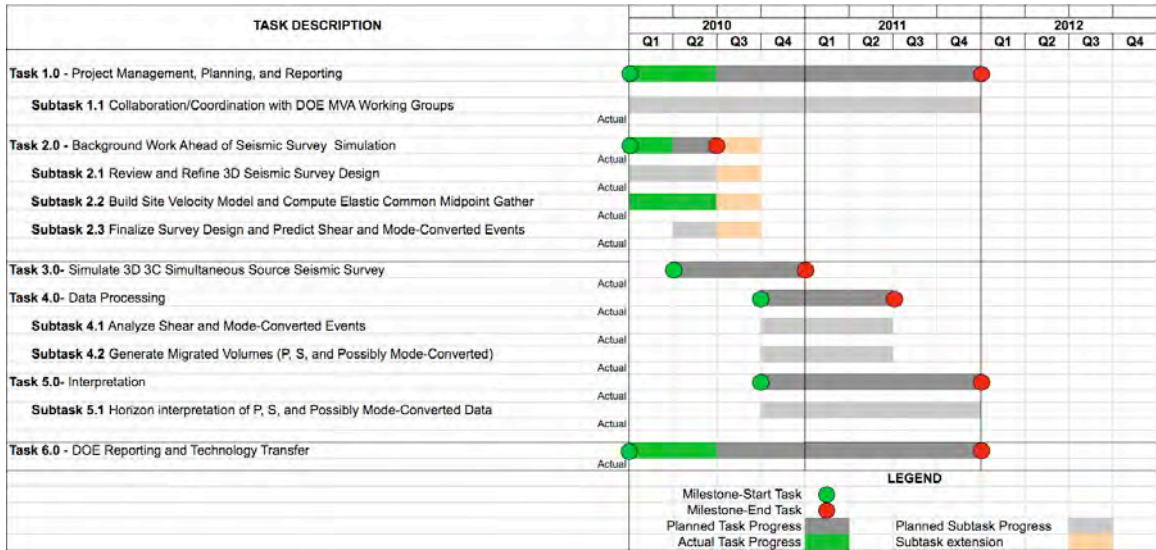 TASK DESCRIPTION 2010 2011 2012
Q1 Q2 Q3 Q4 Q1 Q2 Q3 Q4 Q1 Q2 Q3 Q4
Task 1.0 - Project Management, Planning, and Reporting
Subtask 1.1 Collaboration/Coordination with DOE MVA Working Groups
Actual
Task 2.0 - Background Work Ahead of Seismic Survey Simulation
Actual
Subtask 2.1 Review and Refine 3D Seismic Survey Design
Actual
Subtask 2.2 Build Site Velocity Model and Compute Elastic Common Midpoint Gather
Actual
Subtask 2.3 Finalize Survey Design and Predict Shear and Mode-Converted Events
Actual
Task 3.0- Simulate 3D 3C Simultaneous Source Seismic Survey
Actual
Task 4.0- Data Processing
Actual
Subtask 4.1 Analyze Shear and Mode-Converted Events
Actual
Subtask 4.2 Generate Migrated Volumes (P, S, and Possibly Mode-Converted)
Actual
Task 5.0- Interpretation
Actual
Subtask 5.1 Horizon interpretation of P, S, and Possibly Mode-Converted Data
Actual
Task 6.0 - DOE Reporting and Technology Transfer
Actual
LEGEND
Milestone-Start Task
Milestone-End Task
Planned Task Progress Planned Subtask Progress
Actual Task Progress Subtask extension